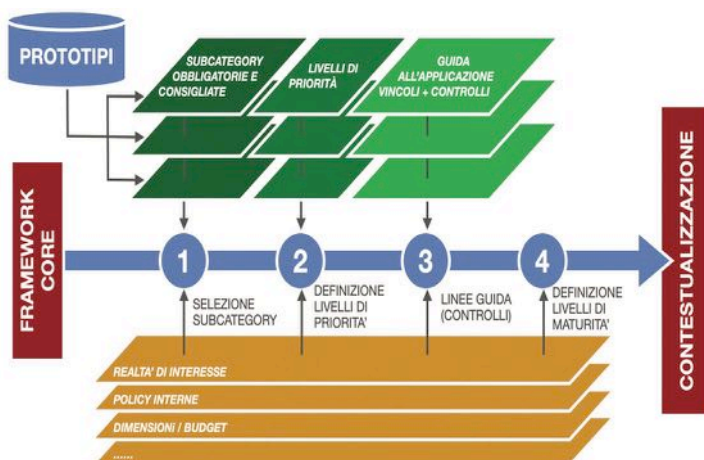 PROTOTIPI
SUBCATEGORY
OBBLIGATORIE E
CONSIGLIATE
LIVELLI DI
PRIORITÀ
GUIDA
ALL'APPLICAZIONE
VINCOLI + CONTROLLI
FRAMEWORK
CORE
1
2
3
4
CONTESTUALIZZAZIONE
SELEZIONE
SUBCATEGORY
DEFINIZIONE
LIVELLI DI
PRIORITA'
LINEE GUIDA
(CONTROLLI)
DEFINIZIONE
LIVELLI DI
MATURITA'
REALTA' DI INTERESSE
POLICY INTERNE
DIMENSIONi / BUDGET
......